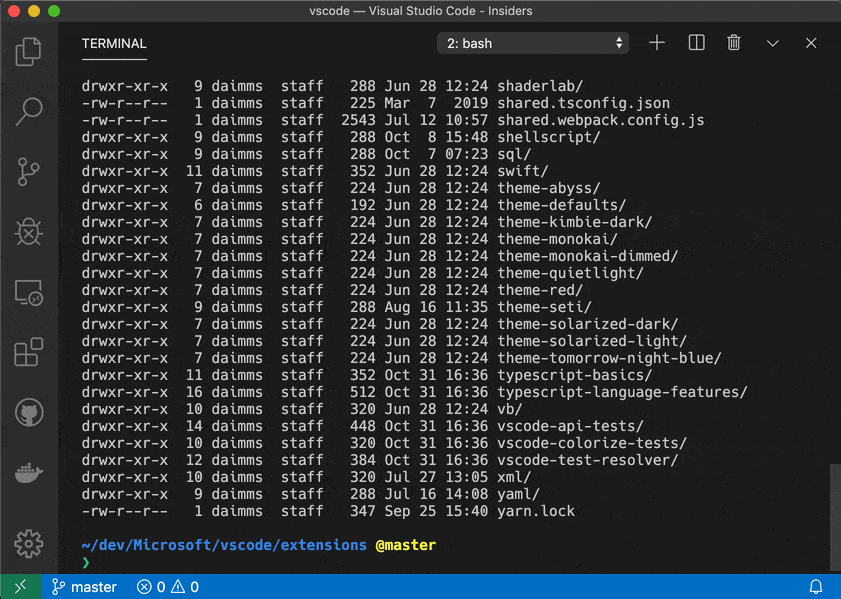 vscode — Visual Studio Code - Insiders
TERMINAL
2: bash
drwxr-xr-x   9 daimms  staff   288 Jun 28 12:24 shaderlab/
-rw-r--r--   1 daimms  staff   225 Mar  7  2019 shared.tsconfig.json
-rw-r--r--   1 daimms  staff  2543 Jul 12 10:57 shared.webpack.config.js
drwxr-xr-x   9 daimms  staff   288 Oct  8 15:48 shellscript/
drwxr-xr-x   9 daimms  staff   288 Oct  7 07:23 sql/
drwxr-xr-x  11 daimms  staff   352 Jun 28 12:24 swift/
drwxr-xr-x   7 daimms  staff   224 Jun 28 12:24 theme-abyss/
drwxr-xr-x   6 daimms  staff   192 Jun 28 12:24 theme-defaults/
drwxr-xr-x   7 daimms  staff   224 Jun 28 12:24 theme-kimbie-dark/
drwxr-xr-x   7 daimms  staff   224 Jun 28 12:24 theme-monokai/
drwxr-xr-x   7 daimms  staff   224 Jun 28 12:24 theme-monokai-dimmed/
drwxr-xr-x   7 daimms  staff   224 Jun 28 12:24 theme-quietlight/
drwxr-xr-x   7 daimms  staff   224 Jun 28 12:24 theme-red/
drwxr-xr-x   9 daimms  staff   288 Aug 16 11:35 theme-seti/
drwxr-xr-x   7 daimms  staff   224 Jun 28 12:24 theme-solarized-dark/
drwxr-xr-x   7 daimms  staff   224 Jun 28 12:24 theme-solarized-light/
drwxr-xr-x   7 daimms  staff   224 Jun 28 12:24 theme-tomorrow-night-blue/
drwxr-xr-x  11 daimms  staff   352 Oct 31 16:36 typescript-basics/
drwxr-xr-x  16 daimms  staff   512 Oct 31 16:36 typescript-language-features/
drwxr-xr-x  10 daimms  staff   320 Jun 28 12:24 vb/
drwxr-xr-x  14 daimms  staff   448 Oct 31 16:36 vscode-api-tests/
drwxr-xr-x  10 daimms  staff   320 Oct 31 16:36 vscode-colorize-tests/
drwxr-xr-x  12 daimms  staff   384 Oct 31 16:36 vscode-test-resolver/
drwxr-xr-x  10 daimms  staff   320 Jul 27 13:05 xml/
drwxr-xr-x   9 daimms  staff   288 Jul 16 14:08 yaml/
-rw-r--r--   1 daimms  staff   347 Sep 25 15:40 yarn.lock
~/dev/Microsoft/vscode/extensions @master
❯
master 0 0